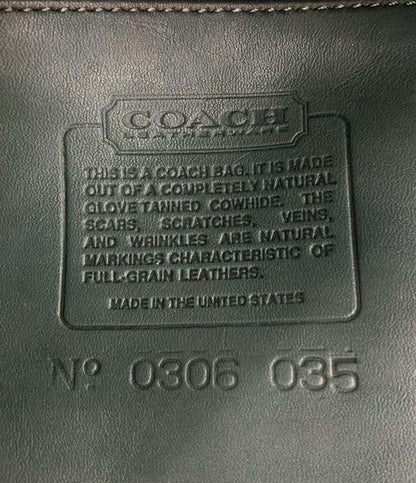 COACH
LEATHERWARE
THIS IS A COACH BAG. IT IS MADE
OUT OF A COMPLETELY NATURAL
GLOVE TANNED COWHIDE. THE
SCARS, SCRATCHES, VEINS,
AND WRINKLES ARE NATURAL
MARKINGS CHARACTERISTIC OF
FULL-GRAIN LEATHERS.
MADE IN THE UNITED STATES
Nº 0306 035